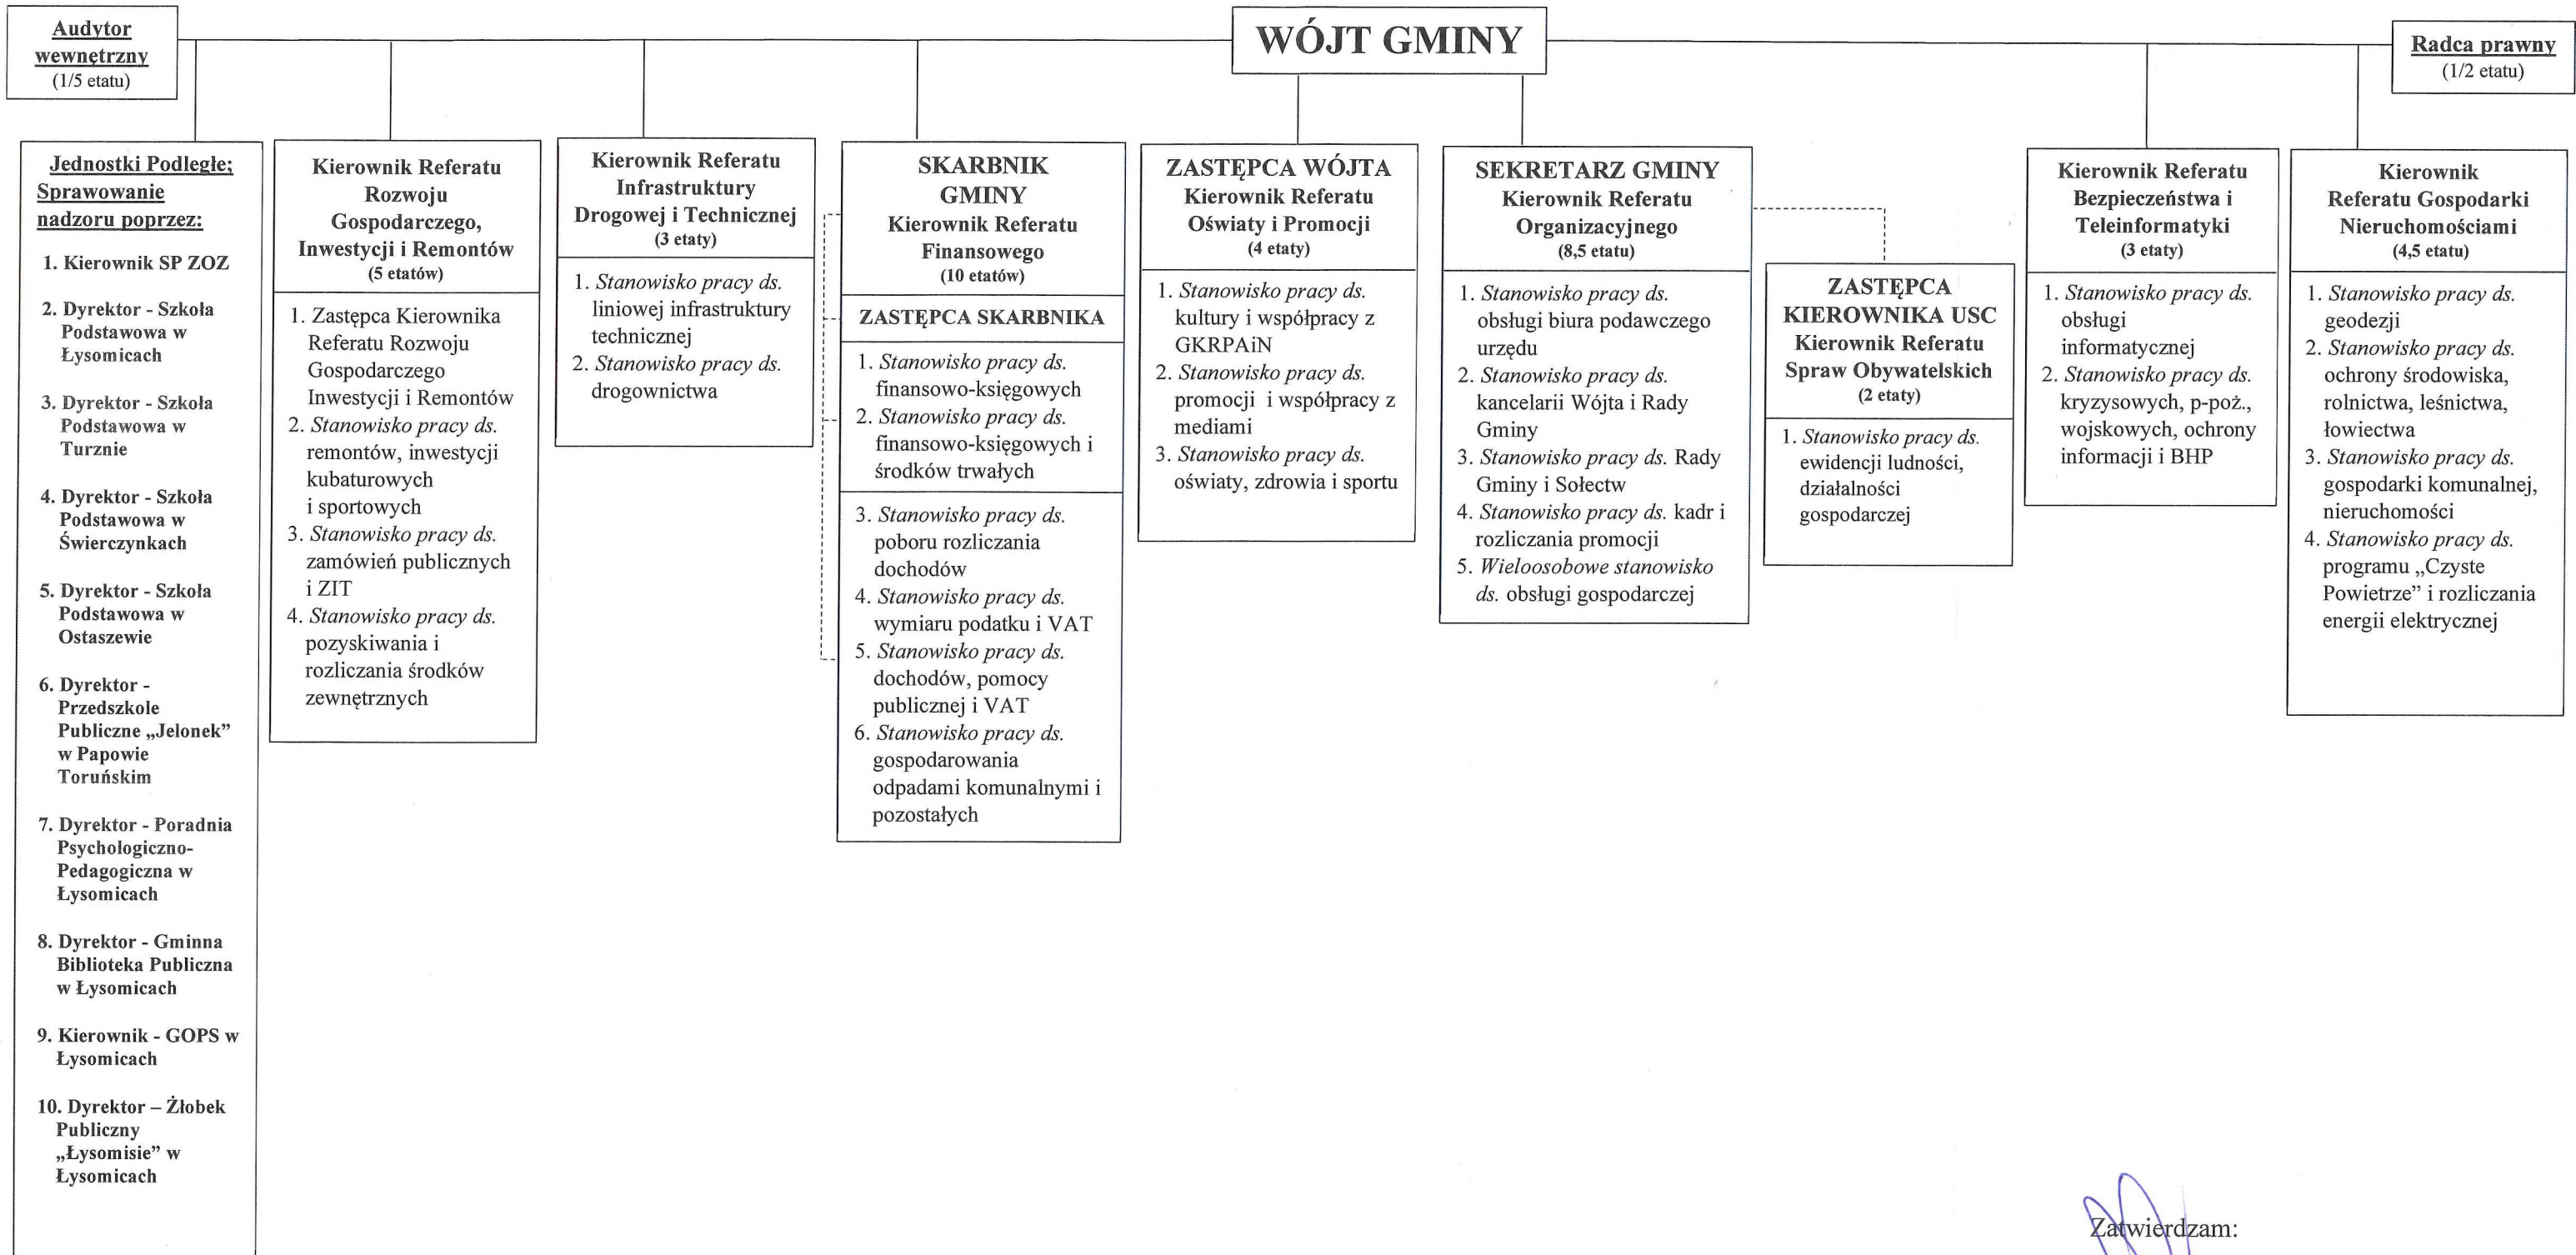 Audytor
wewnętrzny
(1/5 etatu)
WÓJT GMINY
Radca prawny
(1/2 etatu)
Jednostki Podległe;
Sprawowanie
nadzoru poprzez:
1. Kierownik SP ZOZ
2. Dyrektor - Szkoła
Podstawowa w
Łysomicach
3. Dyrektor - Szkoła
Podstawowa w
Turznie
4. Dyrektor - Szkoła
Podstawowa w
Świerczynkach
5. Dyrektor - Szkoła
Podstawowa w
Ostaszewie
6. Dyrektor -
Przedszkole
Publiczne „Jelonek”
w Papowie
Toruńskim
7. Dyrektor - Poradnia
Psychologiczno-
Pedagogiczna w
Łysomicach
8. Dyrektor - Gminna
Biblioteka Publiczna
w Łysomicach
9. Kierownik - GOPS w
Łysomicach
10. Dyrektor – Żłobek
Publiczny
„Łysomisie” w
Łysomicach
Kierownik Referatu
Rozwoju
Gospodarczego,
Inwestycji i Remontów
(5 etatów)
1. Zastępca Kierownika
Referatu Rozwoju
Gospodarczego
Inwestycji i Remontów
2. Stanowisko pracy ds.
remontów, inwestycji
kubaturowych
i sportowych
3. Stanowisko pracy ds.
zamówień publicznych
i ZIT
4. Stanowisko pracy ds.
pozyskiwania i
rozliczania środków
zewnętrznych
Kierownik Referatu
Infrastruktury
Drogowej i Technicznej
(3 etaty)
1. Stanowisko pracy ds.
liniowej infrastruktury
technicznej
2. Stanowisko pracy ds.
drogownictwa
SKARBNIK
GMINY
Kierownik Referatu
Finansowego
(10 etatów)
ZASTĘPCA SKARBNIKA
1. Stanowisko pracy ds.
finansowo-księgowych
2. Stanowisko pracy ds.
finansowo-księgowych i
środków trwałych
3. Stanowisko pracy ds.
poboru rozliczania
dochodów
4. Stanowisko pracy ds.
wymiaru podatku i VAT
5. Stanowisko pracy ds.
dochodów, pomocy
publicznej i VAT
6. Stanowisko pracy ds.
gospodarowania
odpadami komunalnymi i
pozostałych
ZASTĘPCA WÓJTA
Kierownik Referatu
Oświaty i Promocji
(4 etaty)
1. Stanowisko pracy ds.
kultury i współpracy z
GKRPAiN
2. Stanowisko pracy ds.
promocji i współpracy z
mediami
3. Stanowisko pracy ds.
oświaty, zdrowia i sportu
SEKRETARZ GMINY
Kierownik Referatu
Organizacyjnego
(8,5 etatu)
1. Stanowisko pracy ds.
obsługi biura podawczego
urzędu
2. Stanowisko pracy ds.
kancelarii Wójta i Rady
Gminy
3. Stanowisko pracy ds. Rady
Gminy i Sołectw
4. Stanowisko pracy ds. kadr i
rozliczania promocji
5. Wieloosobowe stanowisko
ds. obsługi gospodarczej
ZASTĘPCA
KIEROWNIKA USC
Kierownik Referatu
Spraw Obywatelskich
(2 etaty)
1. Stanowisko pracy ds.
ewidencji ludności,
działalności
gospodarczej
Kierownik Referatu
Bezpieczeństwa i
Teleinformatyki
(3 etaty)
1. Stanowisko pracy ds.
obsługi
informatycznej
2. Stanowisko pracy ds.
kryzysowych, p-poż.,
wojskowych, ochrony
informacji i BHP
Kierownik
Referatu Gospodarki
Nieruchomościami
(4,5 etatu)
1. Stanowisko pracy ds.
geodezji
2. Stanowisko pracy ds.
ochrony środowiska,
rolnictwa, leśnictwa,
łowiectwa
3. Stanowisko pracy ds.
gospodarki komunalnej,
nieruchomości
4. Stanowisko pracy ds.
programu „Czyste
Powietrze” i rozliczania
energii elektrycznej
Zatwierdzam: